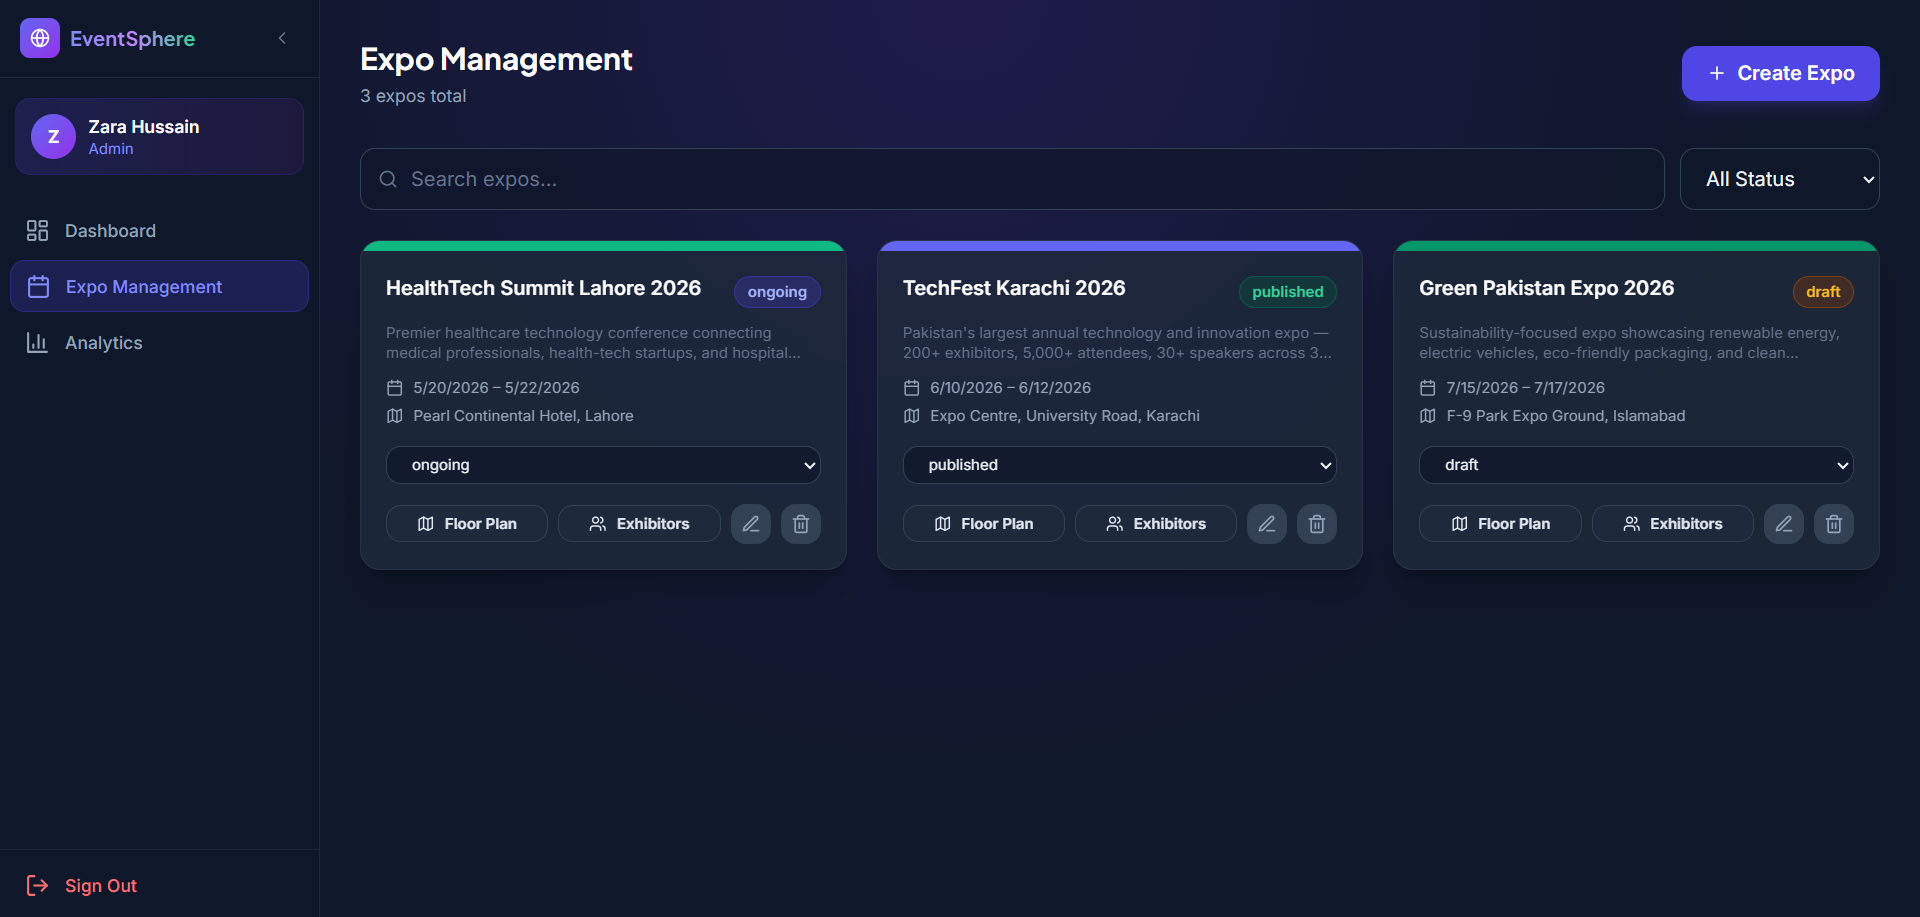 EventSphere
Z
Zara Hussain
Admin
Dashboard
Expo Management
Analytics
Sign Out
Expo Management
3 expos total
+ Create Expo
Search expos...
All Status
HealthTech Summit Lahore 2026
ongoing
Premier healthcare technology conference connecting
medical professionals, health-tech startups, and hospital...
5/20/2026 – 5/22/2026
Pearl Continental Hotel, Lahore
ongoing
Floor Plan
Exhibitors
TechFest Karachi 2026
published
Pakistan's largest annual technology and innovation expo —
200+ exhibitors, 5,000+ attendees, 30+ speakers across 3...
6/10/2026 – 6/12/2026
Expo Centre, University Road, Karachi
published
Floor Plan
Exhibitors
Green Pakistan Expo 2026
draft
Sustainability-focused expo showcasing renewable energy,
electric vehicles, eco-friendly packaging, and clean...
7/15/2026 – 7/17/2026
F-9 Park Expo Ground, Islamabad
draft
Floor Plan
Exhibitors